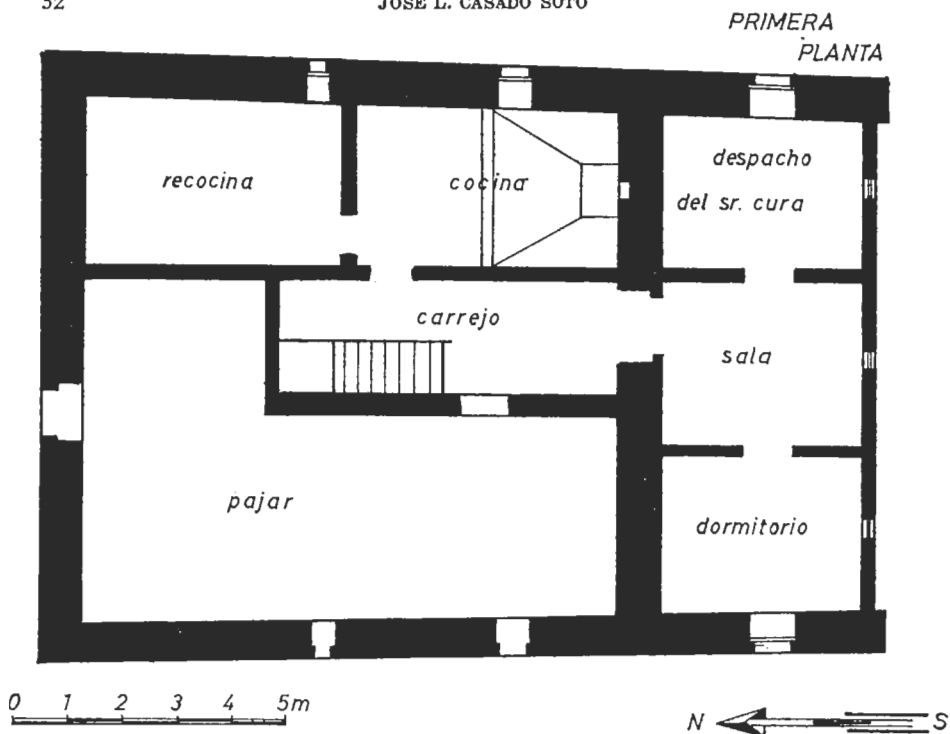 52 JOSE L. CASADO SOTO
PRIMERA
PLANTA
recocina
cocina
despacho
del sr. cura
carrejo
sala
pajar
dormitorio
0 1 2 3 4 5m
N S